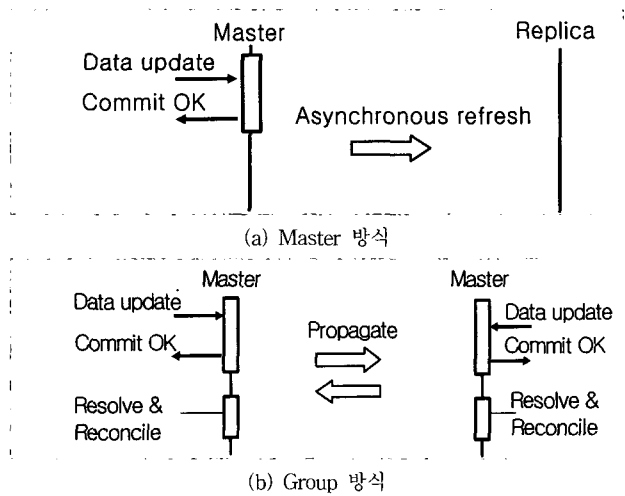 Master
Replica
Data update
Commit OK
Asynchronous refresh
(a) Master 방식
Master
Master
Data update
Data update
Propagate
Commit OK
Commit OK
Resolve &
Reconcile
Resolve &
Reconcile
(b) Group 방식